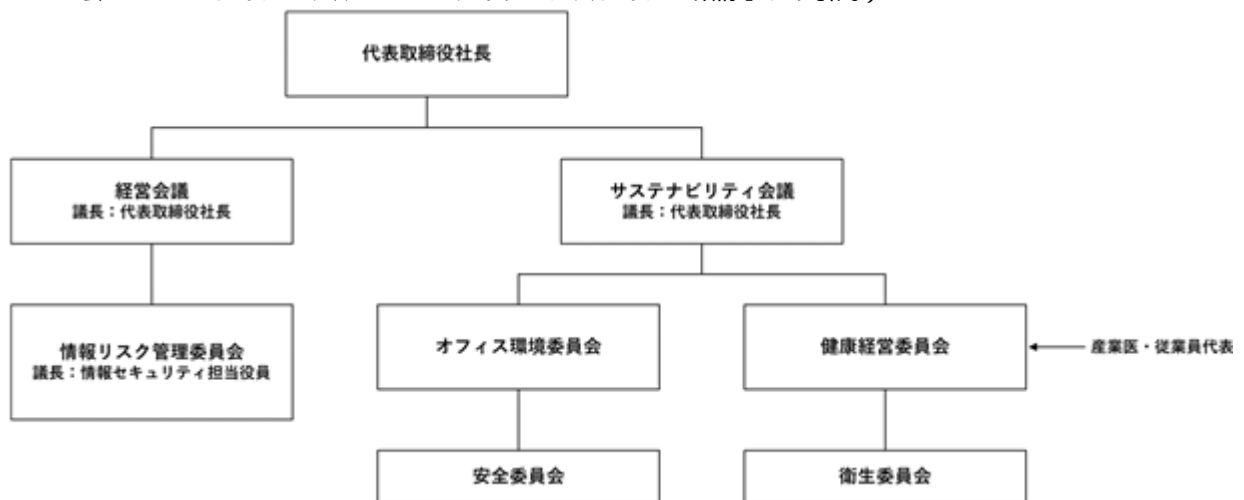 代表取締役社長
経営会議
議長：代表取締役社長
サステナビリティ会議
議長：代表取締役社長
情報リスク管理委員会
議長：情報セキュリティ担当役員
オフィス環境委員会
健康経営委員会
産業医・従業員代表
安全委員会
衛生委員会